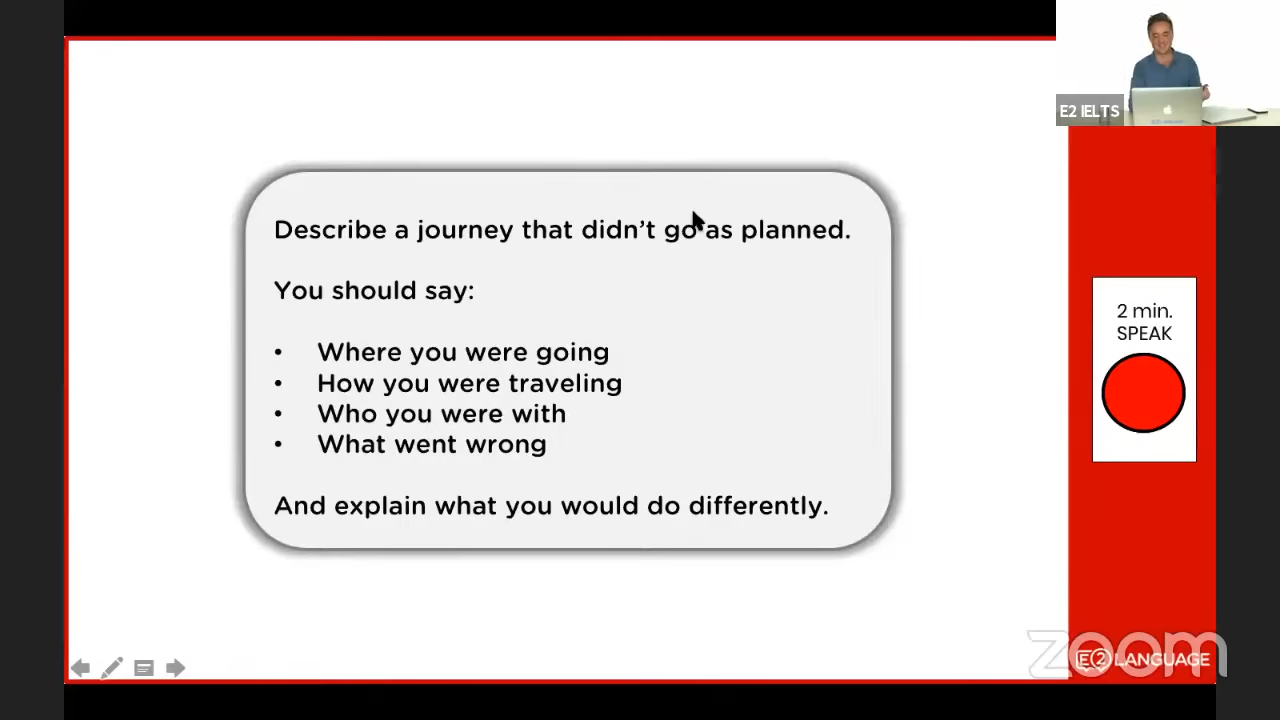 E2 IELTS
Describe a journey that didn't go as planned.
You should say:
• Where you were going
• How you were traveling
• Who you were with
• What went wrong
And explain what you would do differently.
2 min.
SPEAK
zoom
E2 LANGUAGE